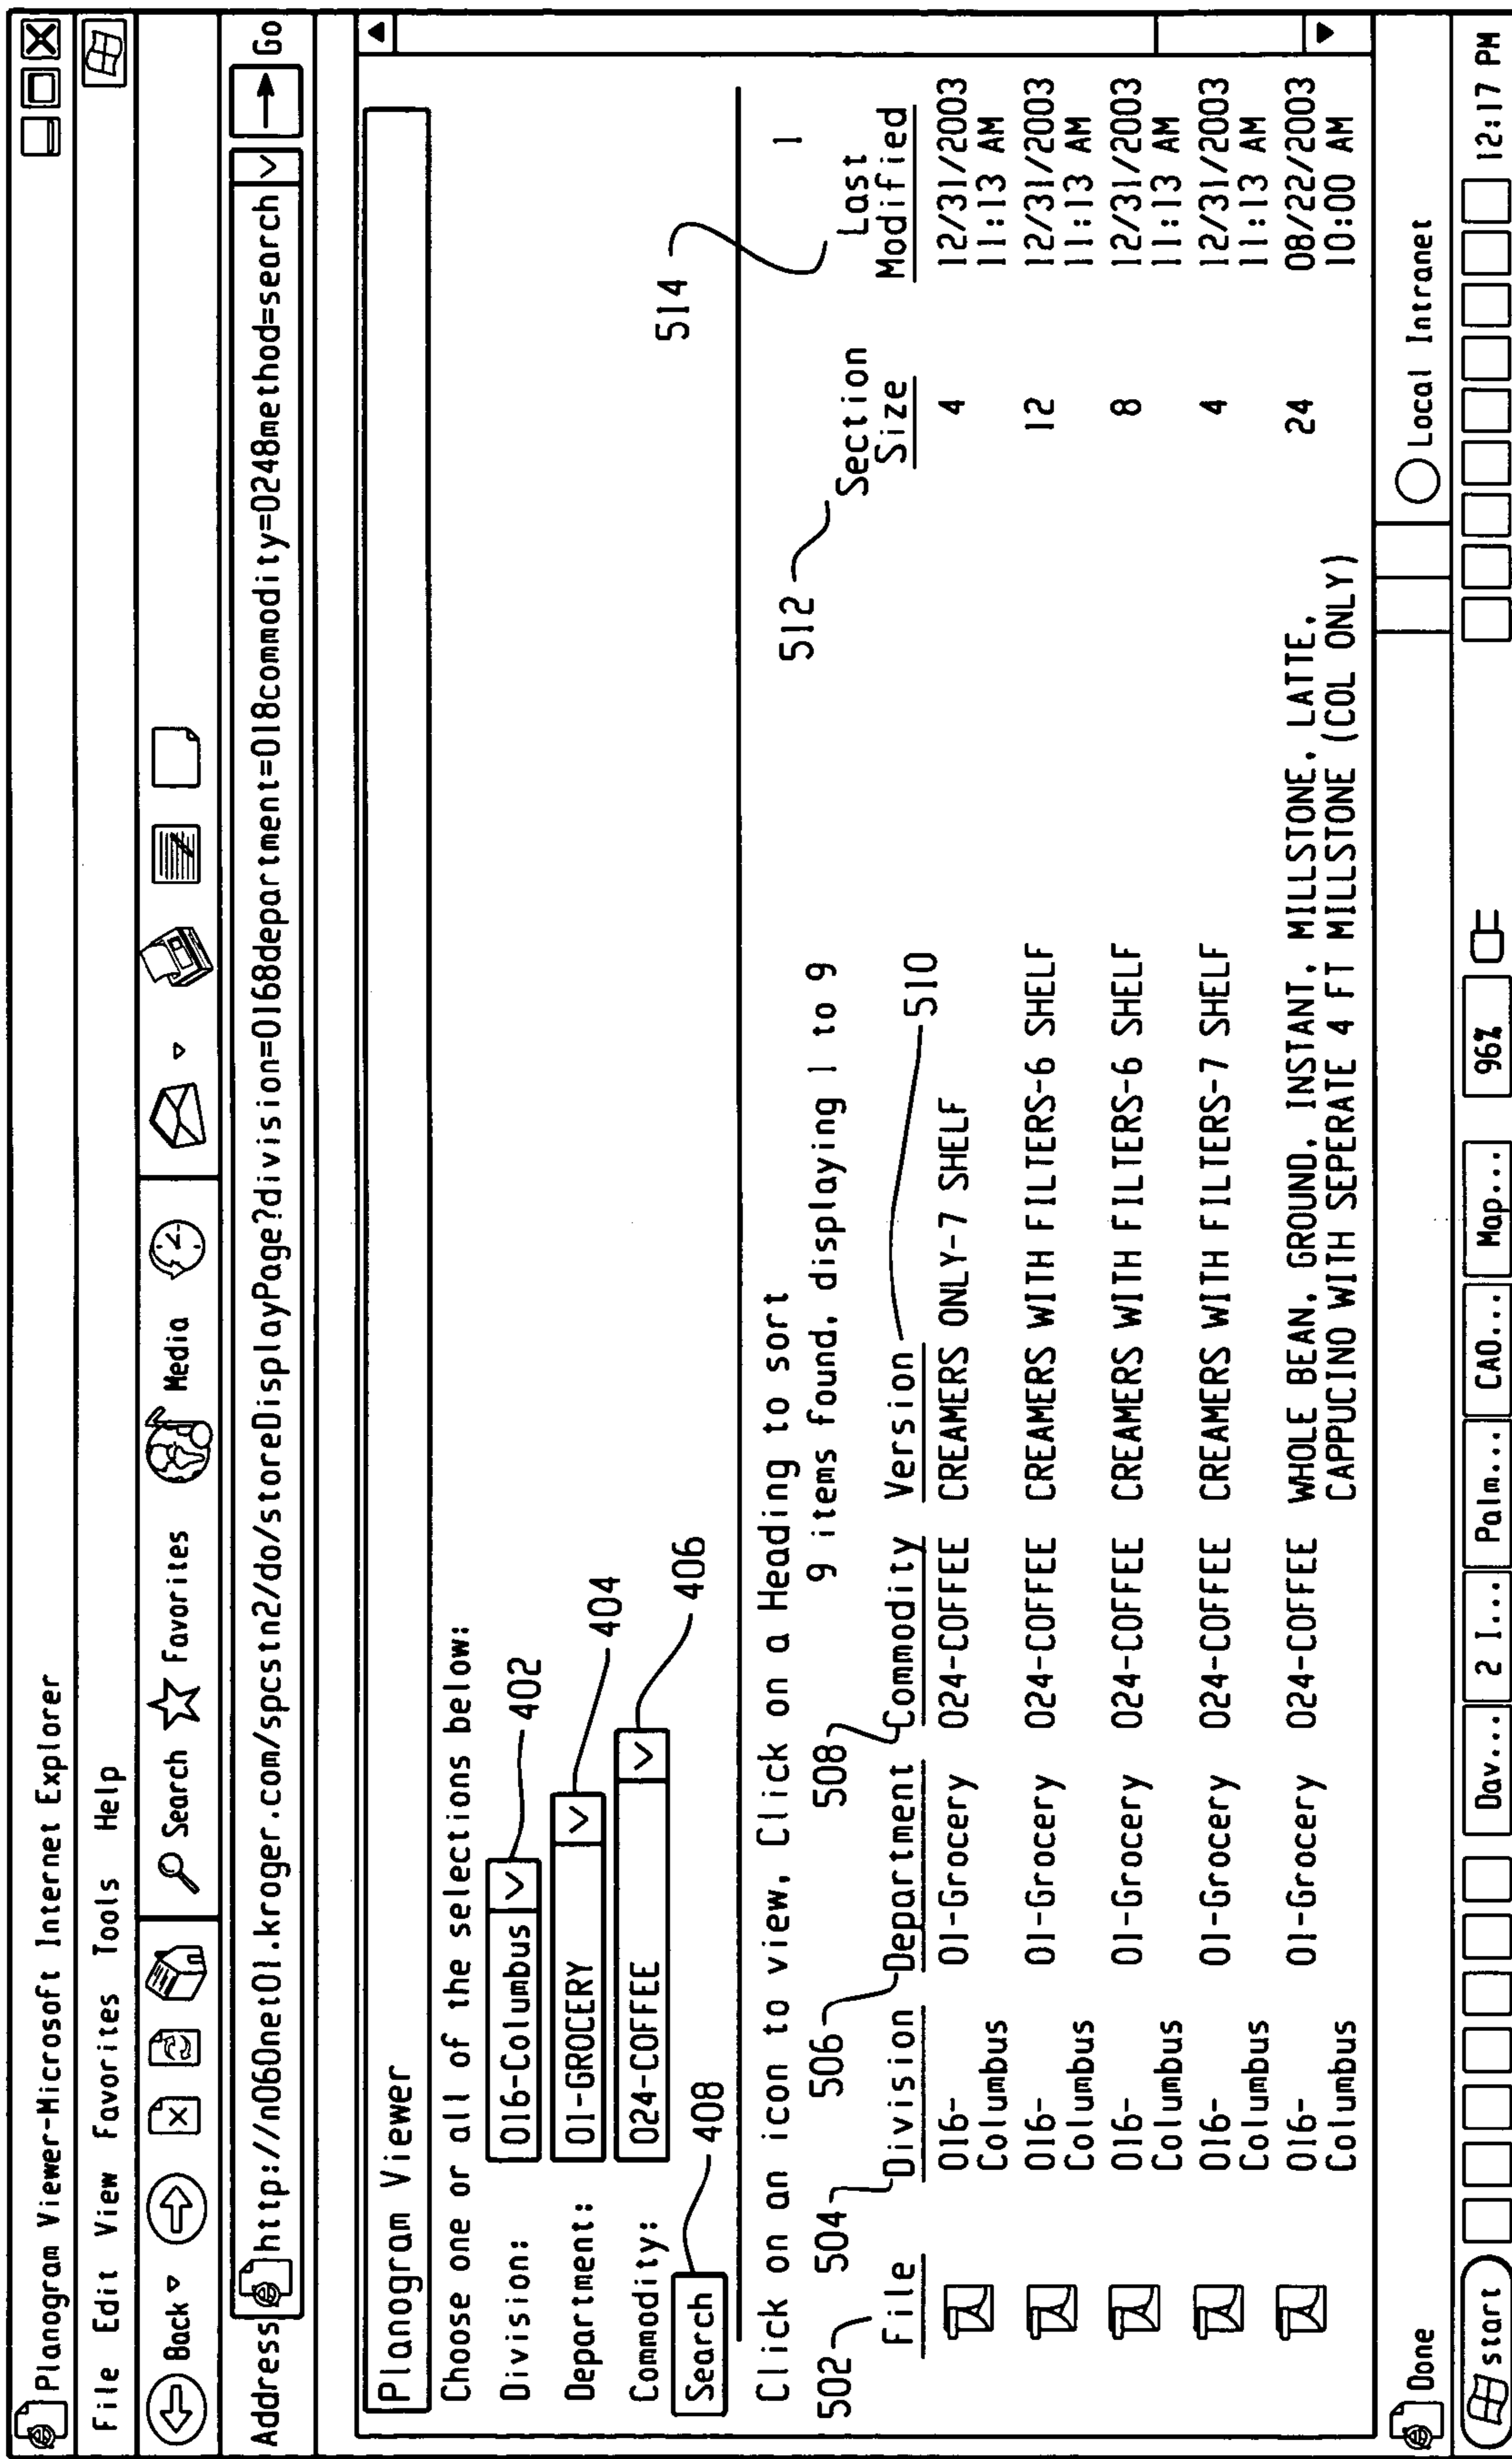 Planogram Viewer-Microsoft Internet Explorer
File Edit View Favorites Tools Help
Back Search Favorites Media
Address http://n060net01.kroger.com/spcstn2/do/storeDisplayPage?division=0168department=018commodity=0248method=search Go
Planogram Viewer
Choose one or all of the selections below:
Division: 016-Columbus 402
Department: 01-GROCERY 404
Commodity: 024-COFFEE 406
Search 408
514
Click on an icon to view, Click on a Heading to sort
9 items found, displaying 1 to 9 1
502 504 506 508 510 512
File Division Department Commodity Version Section Size Last Modified
016-Columbus 01-Grocery 024-COFFEE CREAMERS ONLY-7 SHELF 4 12/31/2003 11:13 AM
016-Columbus 01-Grocery 024-COFFEE CREAMERS WITH FILTERS-6 SHELF 12 12/31/2003 11:13 AM
016-Columbus 01-Grocery 024-COFFEE CREAMERS WITH FILTERS-6 SHELF 8 12/31/2003 11:13 AM
016-Columbus 01-Grocery 024-COFFEE CREAMERS WITH FILTERS-7 SHELF 4 12/31/2003 11:13 AM
016-Columbus 01-Grocery 024-COFFEE WHOLE BEAN, GROUND, INSTANT, MILLSTONE, LATTE, 24 08/22/2003
CAPPUCINO WITH SEPERATE 4 FT MILLSTONE (COL ONLY) 10:00 AM
Done Local Intranet
start Dav... 2 I... Palm... CAO... Map... 96% 12:17 PM